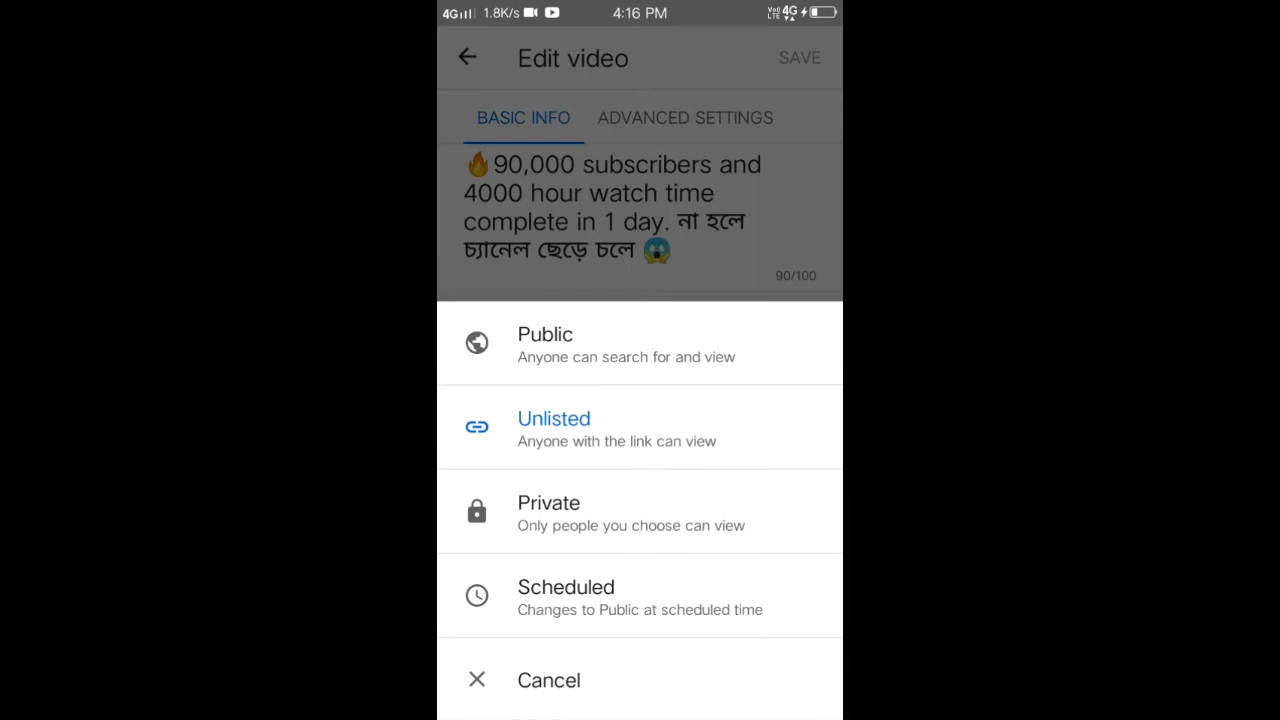 4G 1.8K/s 4:16 PM VoLTE 4G
Edit video SAVE
BASIC INFO ADVANCED SETTINGS
🔥90,000 subscribers and
4000 hour watch time
complete in 1 day. না হলে
চ্যানেল ছেড়ে চলে 😱
90/100
Public
Anyone can search for and view
Unlisted
Anyone with the link can view
Private
Only people you choose can view
Scheduled
Changes to Public at scheduled time
Cancel